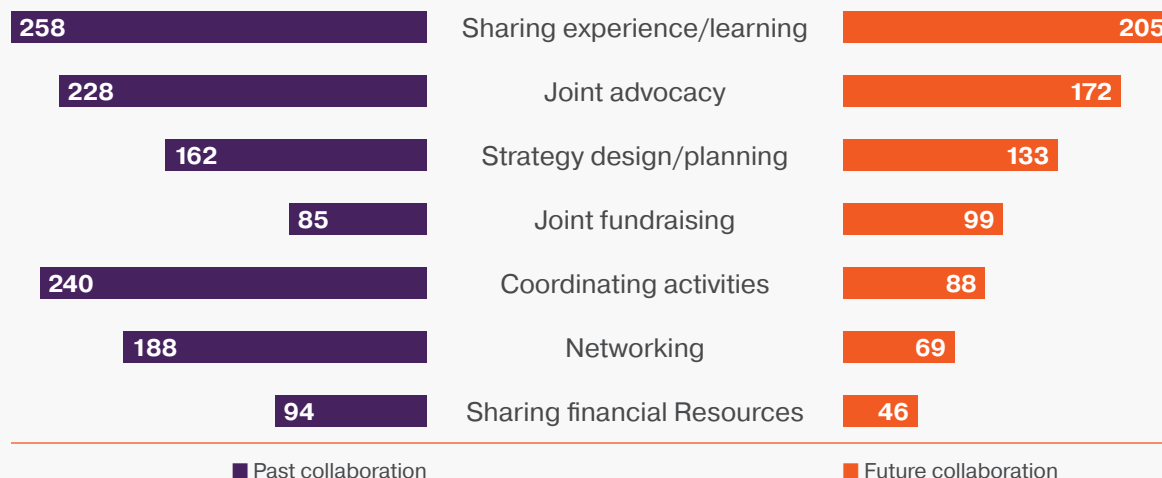 258 Sharing experience/learning 205
228 Joint advocacy 172
162 Strategy design/planning 133
85 Joint fundraising 99
240 Coordinating activities 88
188 Networking 69
94 Sharing financial Resources 46
Past collaboration Future collaboration